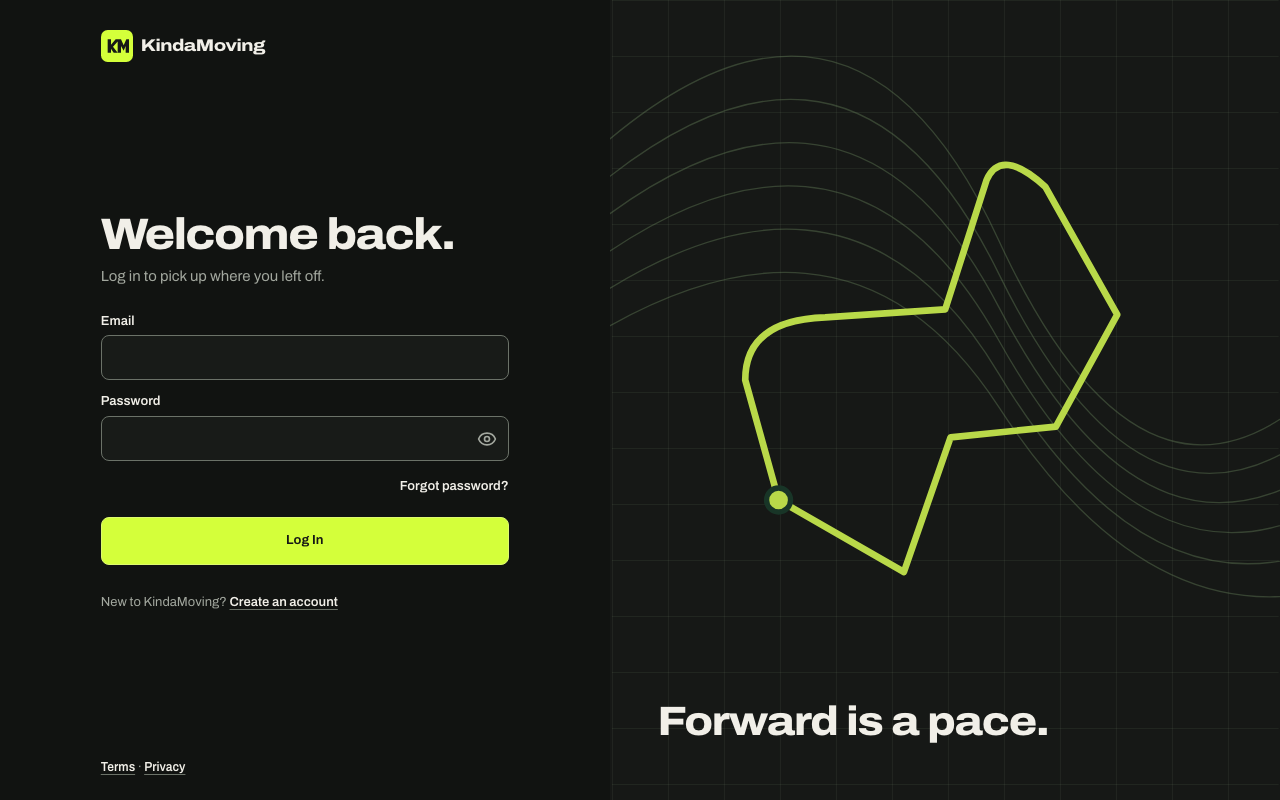 KM KindaMoving
Welcome back.
Log in to pick up where you left off.
Email
Password
Forgot password?
Log In
New to KindaMoving? Create an account
Terms · Privacy
Forward is a pace.